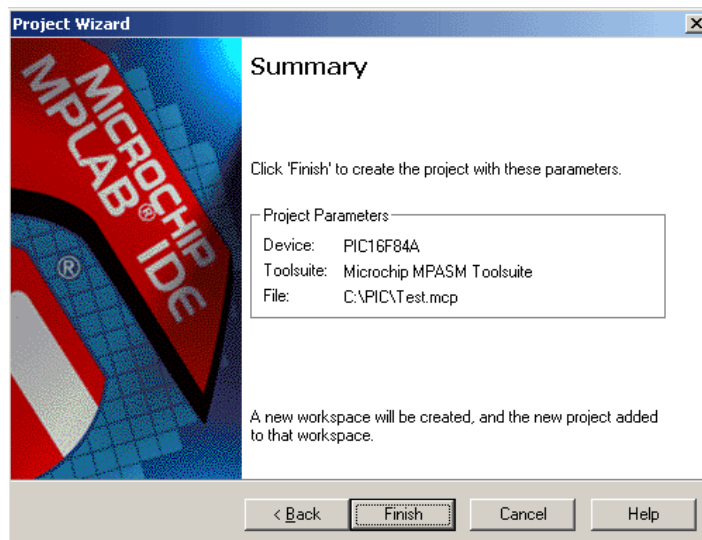 Project Wizard
MICROCHIP
MPLAB® IDE
®
Summary
Click 'Finish' to create the project with these parameters.
Project Parameters
Device: PIC16F84A
Toolsuite: Microchip MPASM Toolsuite
File: C:\PIC\Test.mcp
A new workspace will be created, and the new project added
to that workspace.
< Back Finish Cancel Help